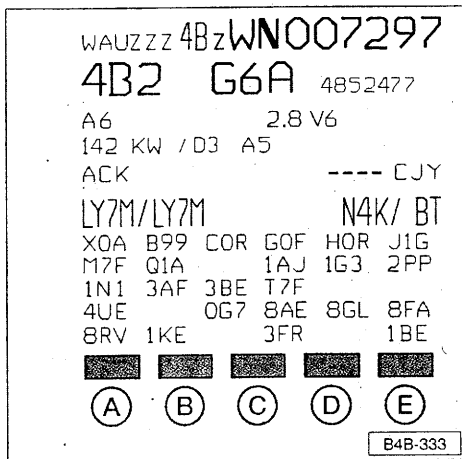 WAUZZZ 4BZWN007297
4B2 G6A 4852477
A6 2.8 V6
142 KW / D3 A5
ACK ---- CJY
LY7M/LY7M N4K/ BT
X0A B99 COR GOF HOR J1G
M7F Q1A 1AJ 1G3 2PP
1N1 3AF 3BE T7F
4UE 0G7 8AE 8GL 8FA
8RV 1KE 3FR 1BE
A B C D E
B4B-333